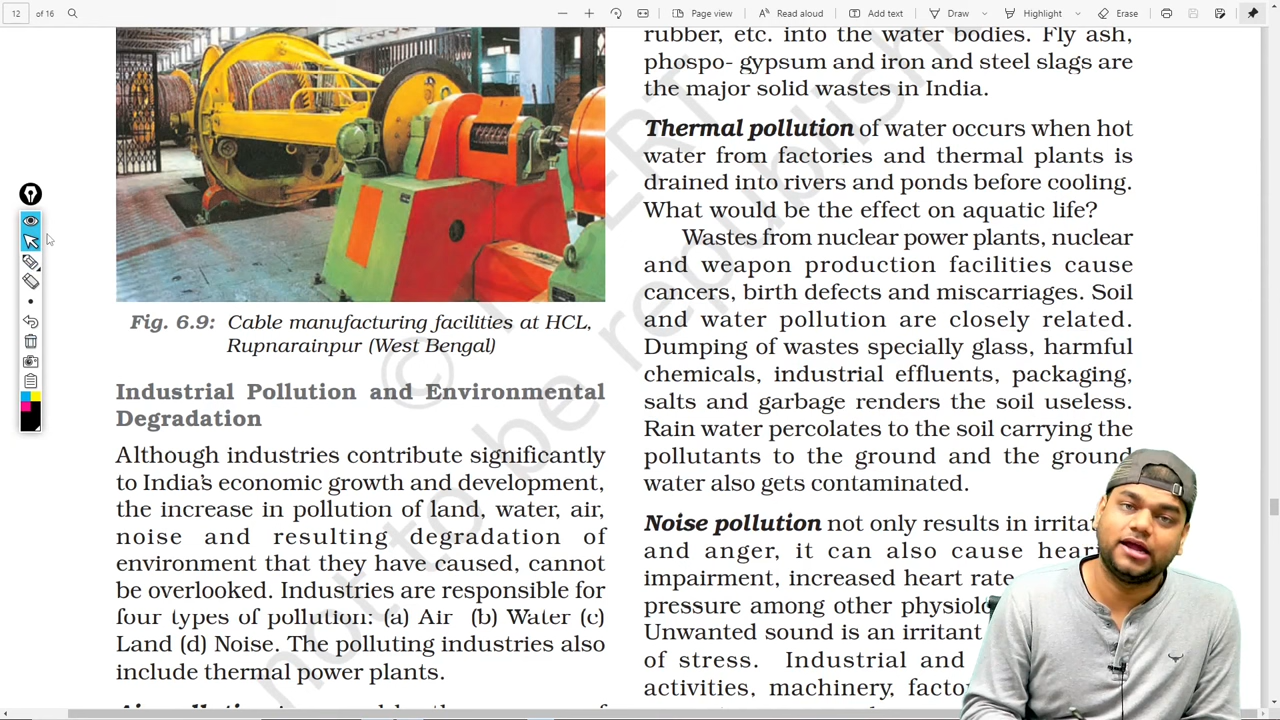 12 of 16
Page view
Read aloud
Add text
Draw
Highlight
Erase
Fig. 6.9: Cable manufacturing facilities at HCL,
Rupnarainpur (West Bengal)
Industrial Pollution and Environmental
Degradation
Although industries contribute significantly
to India's economic growth and development,
the increase in pollution of land, water, air,
noise and resulting degradation of
environment that they have caused, cannot
be overlooked. Industries are responsible for
four types of pollution: (a) Air (b) Water (c)
Land (d) Noise. The polluting industries also
include thermal power plants.
rubber, etc. into the water bodies. Fly ash,
phospo- gypsum and iron and steel slags are
the major solid wastes in India.
Thermal pollution of water occurs when hot
water from factories and thermal plants is
drained into rivers and ponds before cooling.
What would be the effect on aquatic life?
Wastes from nuclear power plants, nuclear
and weapon production facilities cause
cancers, birth defects and miscarriages. Soil
and water pollution are closely related.
Dumping of wastes specially glass, harmful
chemicals, industrial effluents, packaging,
salts and garbage renders the soil useless.
Rain water percolates to the soil carrying the
pollutants to the ground and the ground
water also gets contaminated.
Noise pollution not only results in
and anger, it can also cause
impairment, increased heart rate
pressure among other
Unwanted sound is an irritant
of stress. Industrial and
activities, machinery,
not to be republish